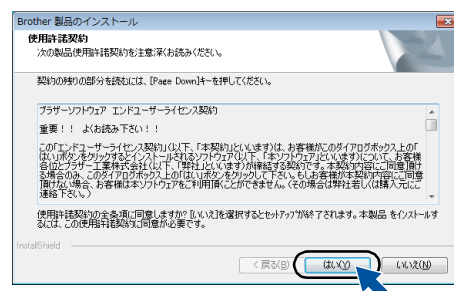 Brother 製品のインストール
使用許諾契約
次の製品使用許諾契約を注意深くお読みください。
契約の残りの部分を読むには、[Page Down]キーを押してください。
ブラザーソフトウェア エンドユーザーライセンス契約
重要！！ よくお読み下さい！！
この「エンドユーザーライセンス契約」(以下、「本契約」といいます)は、お客様がこのダイアログボックス上の「
はい」ボタンをクリックするとインストールされるソフトウェア(以下、「本ソフトウェア」といいます)について、お客様
各位とブラザー工業株式会社(以下、「弊社」といいます)が締結する契約です。本契約内容にご同意頂け
る場合のみ、このダイアログボックス上の「はい」ボタンをクリックして下さい。もしお客様が本契約内容にご同意
頂けない場合、お客様は本ソフトウェアをご利用頂くことができません。(その場合は弊社若しくは購入元にご
連絡下さい。)
使用許諾契約の全条項に同意しますか? [いいえ]を選択するとセットアップが終了されます。本製品 をインストールす
るには、この使用許諾契約に同意が必要です。
InstallShield
< 戻る(B)
はい(Y)
いいえ(N)